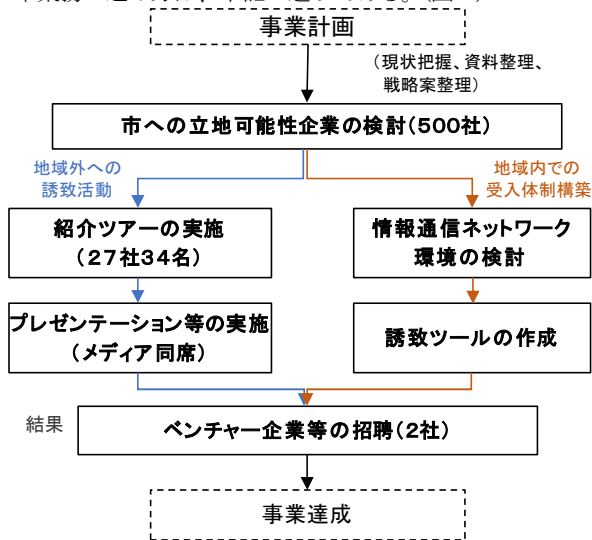 事業計画
（現状把握、資料整理、
戦略案整理）
市への立地可能性企業の検討（500社）
地域外への
誘致活動
地域内での
受入体制構築
紹介ツアーの実施
（27社34名）
情報通信ネットワーク
環境の検討
プレゼンテーション等の実施
（メディア同席）
誘致ツールの作成
結果
ベンチャー企業等の招聘（2社）
事業達成